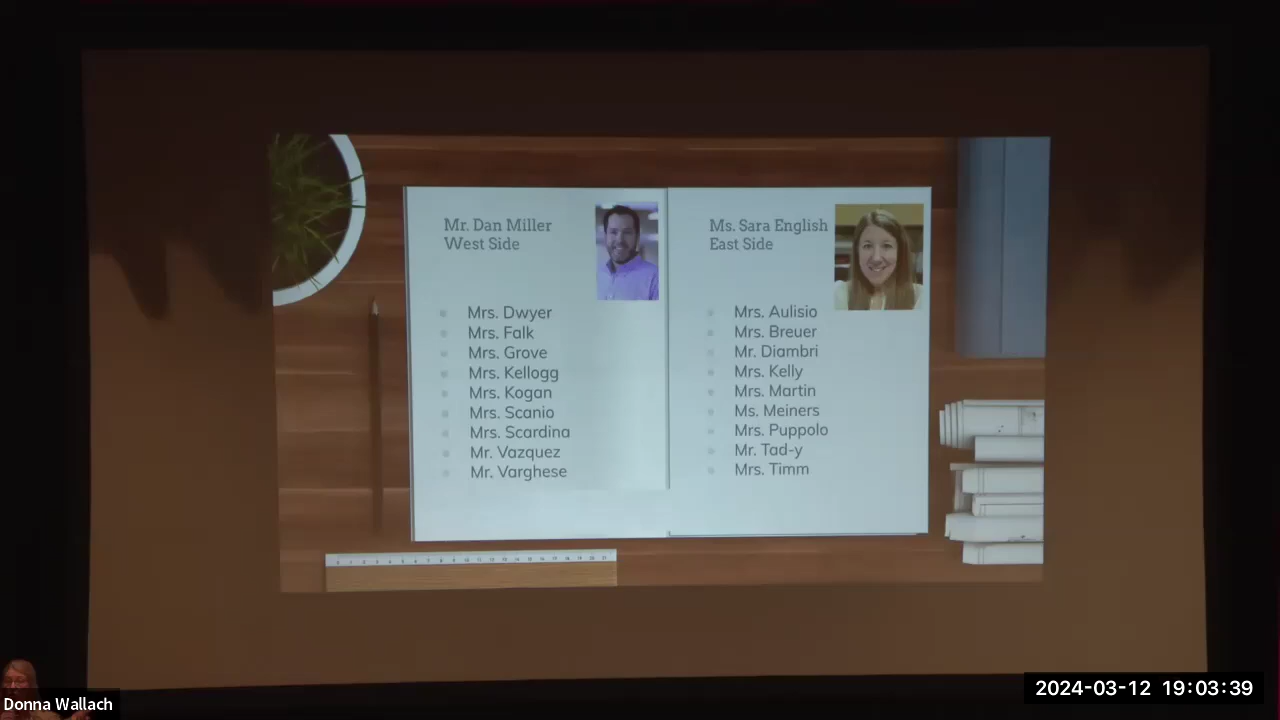 Mr. Dan Miller
West Side
Mrs. Dwyer
Mrs. Falk
Mrs. Grove
Mrs. Kellogg
Mrs. Kogan
Mrs. Scanio
Mrs. Scardina
Mr. Vazquez
Mr. Varghese
Ms. Sara English
East Side
Mrs. Aulisio
Mrs. Breuer
Mr. Diambri
Mrs. Kelly
Mrs. Martin
Ms. Meiners
Mrs. Puppolo
Mr. Tad-y
Mrs. Timm
Donna Wallach
2024-03-12 19:03:39